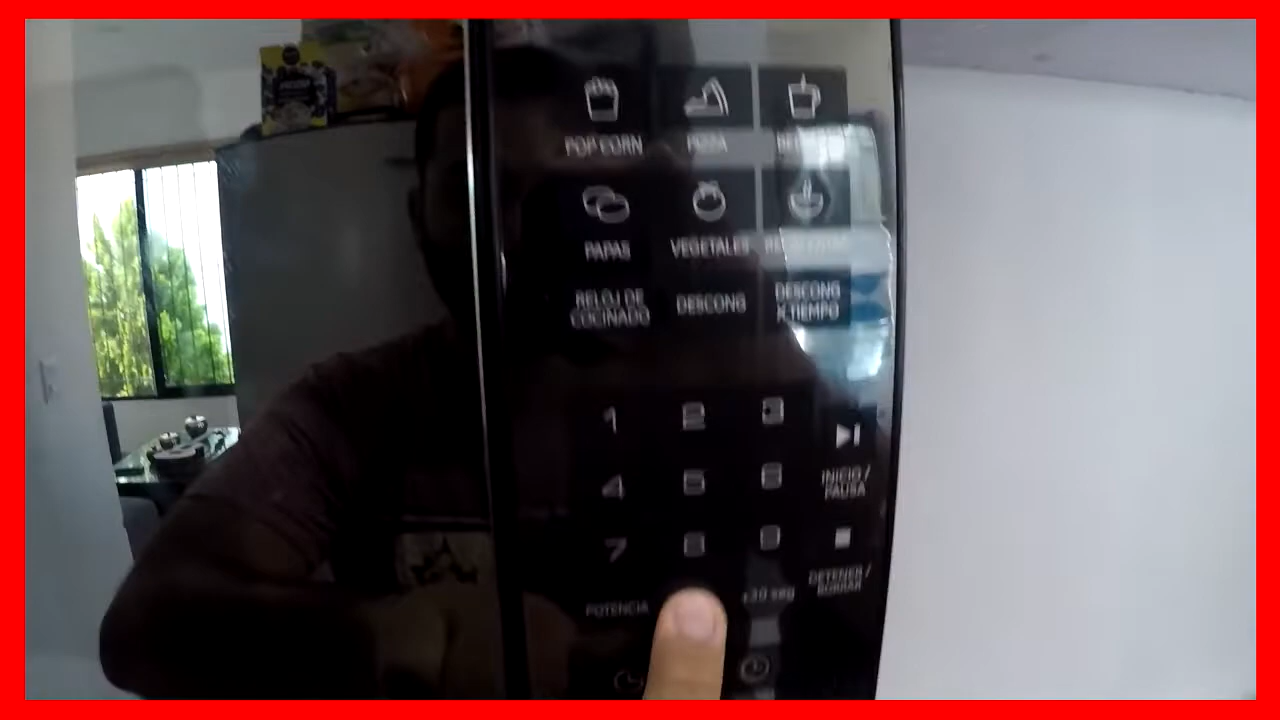 POP CORN
PIZZA
PAPAS
VEGETALES
RELOJ DE
COCINADO
DESCONG
DESCONG
X TIEMPO
1
2
3
4
5
6
7
8
9
INICIO /
PAUSA
DETENER /
BORRAR
POTENCIA
+30 seg